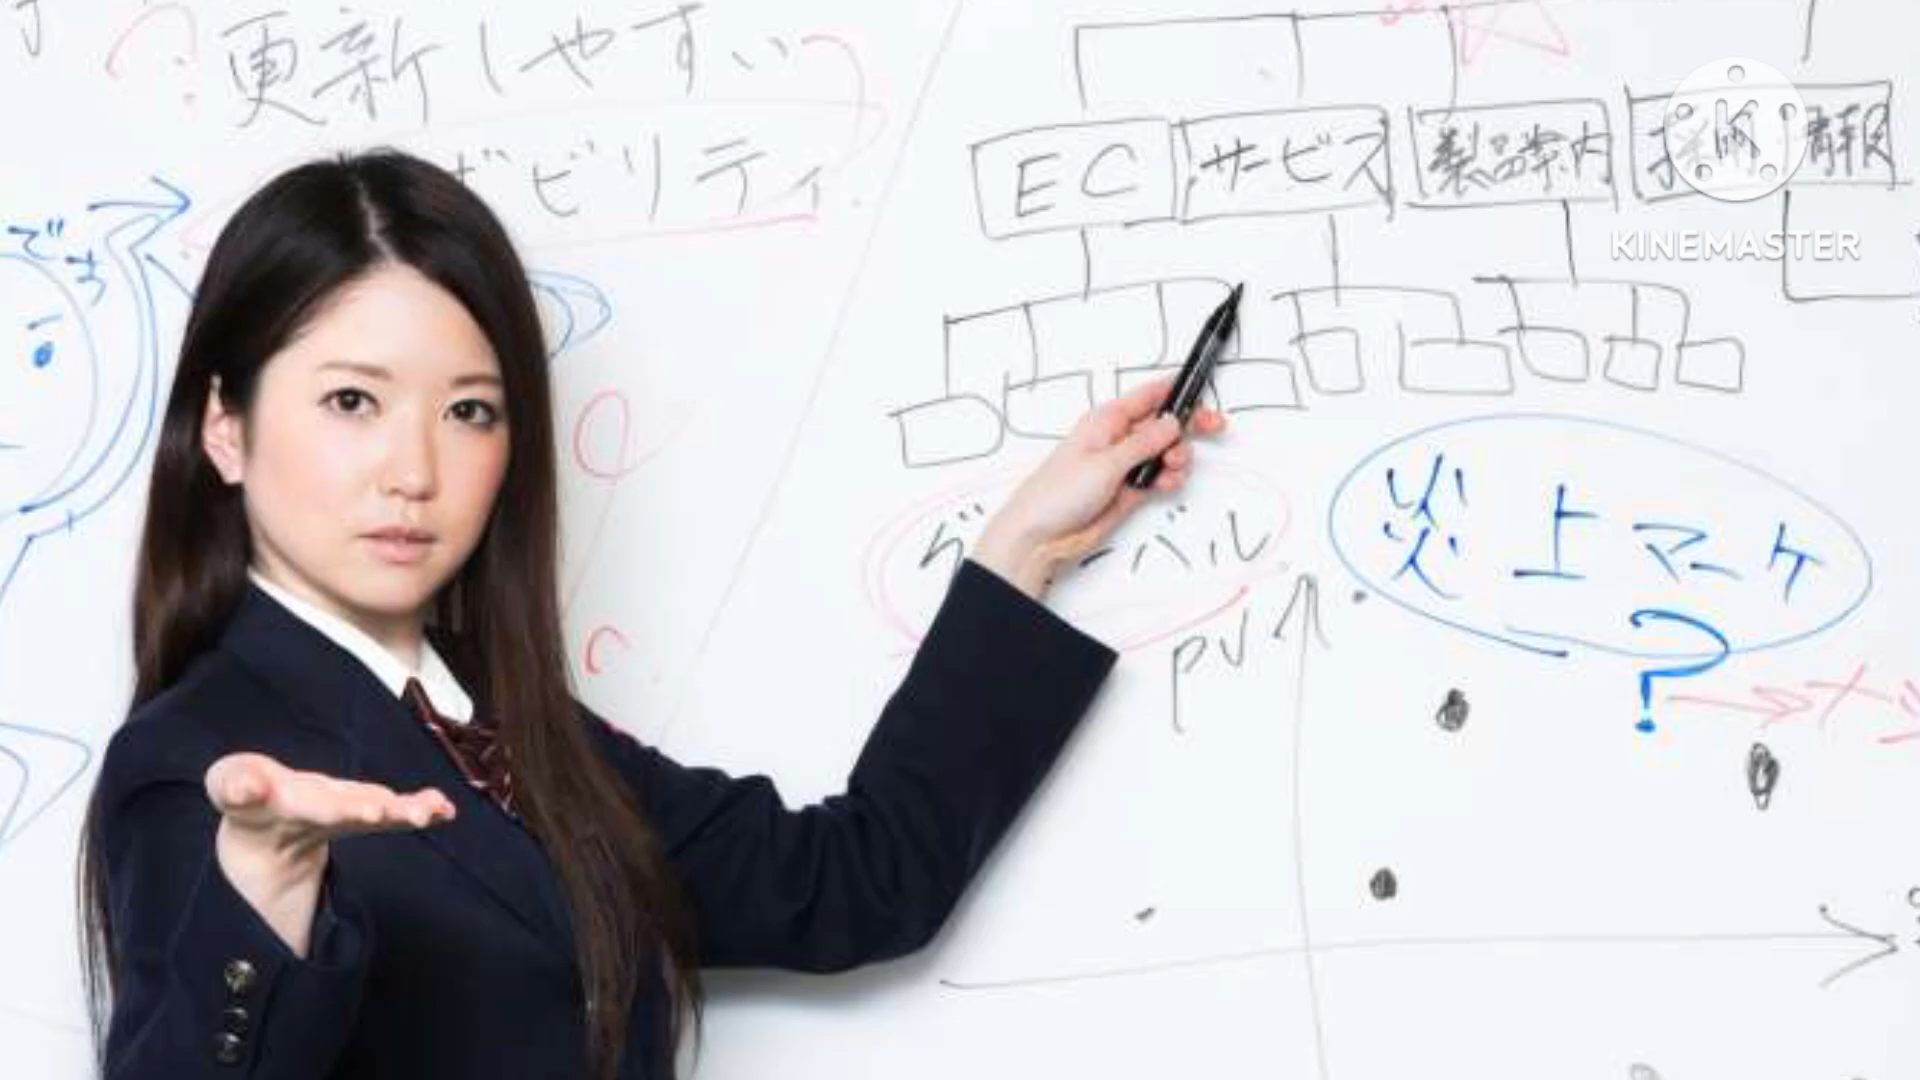 更新しやすい
ビリティ
EC サービス 製品案内 情報
KINEMASTER
炎上マーケ
?
バル
PV↑